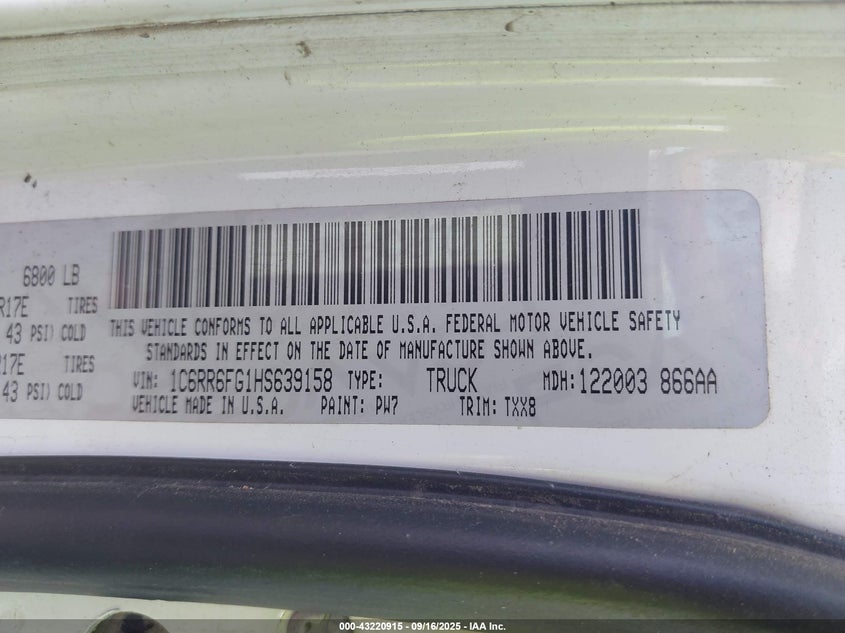 6800 LB
R17E TIRES
43 PSI) COLD
R17E TIRES
43 PSI) COLD
THIS VEHICLE CONFORMS TO ALL APPLICABLE U.S.A. FEDERAL MOTOR VEHICLE SAFETY
STANDARDS IN EFFECT ON THE DATE OF MANUFACTURE SHOWN ABOVE.
VIN: 1C6RR6FG1HS639158 TYPE: TRUCK MDH:122003 866AA
VEHICLE MADE IN U.S.A. PAINT: PW7 TRIM: TXX8
000-43220915 - 09/16/2025 - IAA Inc.